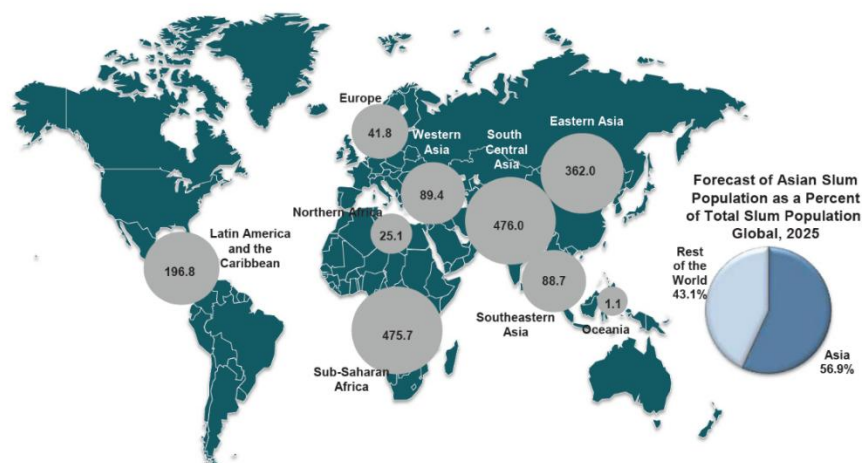 Europe
41.8
Western
Asia
89.4
South
Central
Asia
476.0
Eastern Asia
362.0
Northern Africa
25.1
Latin America
and the
Caribbean
196.8
88.7
Southeastern
Asia
1.1
Oceania
475.7
Sub-Saharan
Africa
Forecast of Asian Slum
Population as a Percent
of Total Slum Population
Global, 2025
Rest
of the
World
43.1%
Asia
56.9%